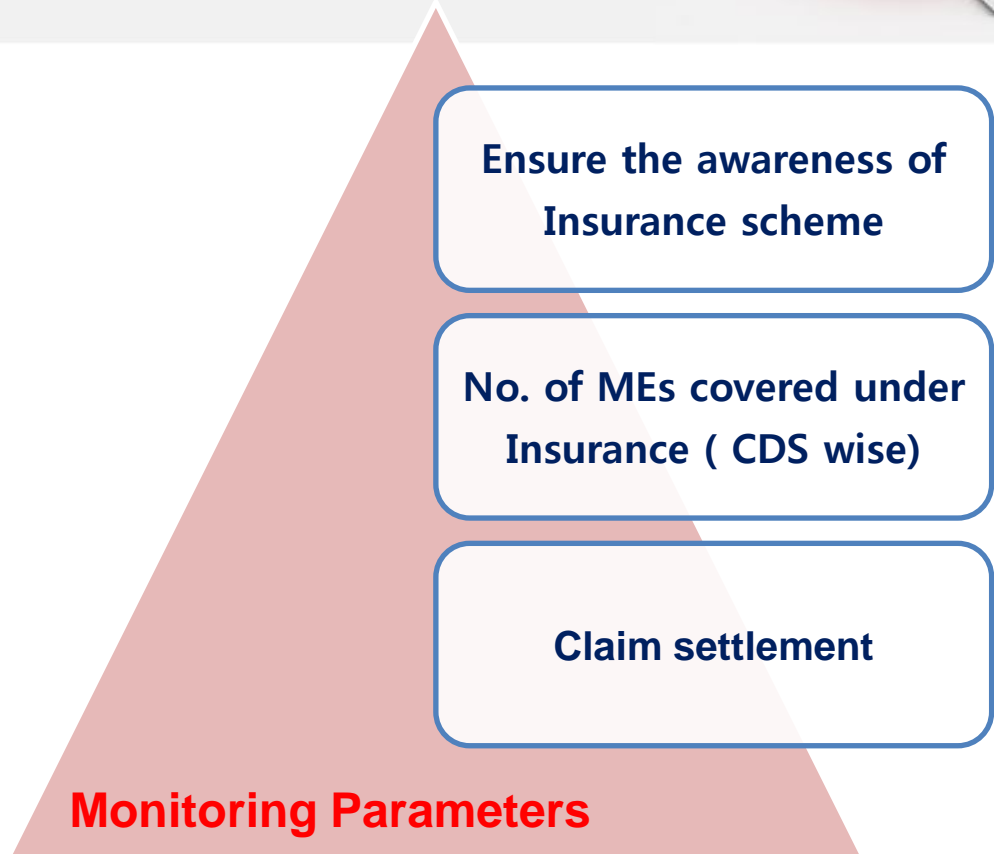 Ensure the awareness of
Insurance scheme
No. of MEs covered under
Insurance ( CDS wise)
Claim settlement
Monitoring Parameters